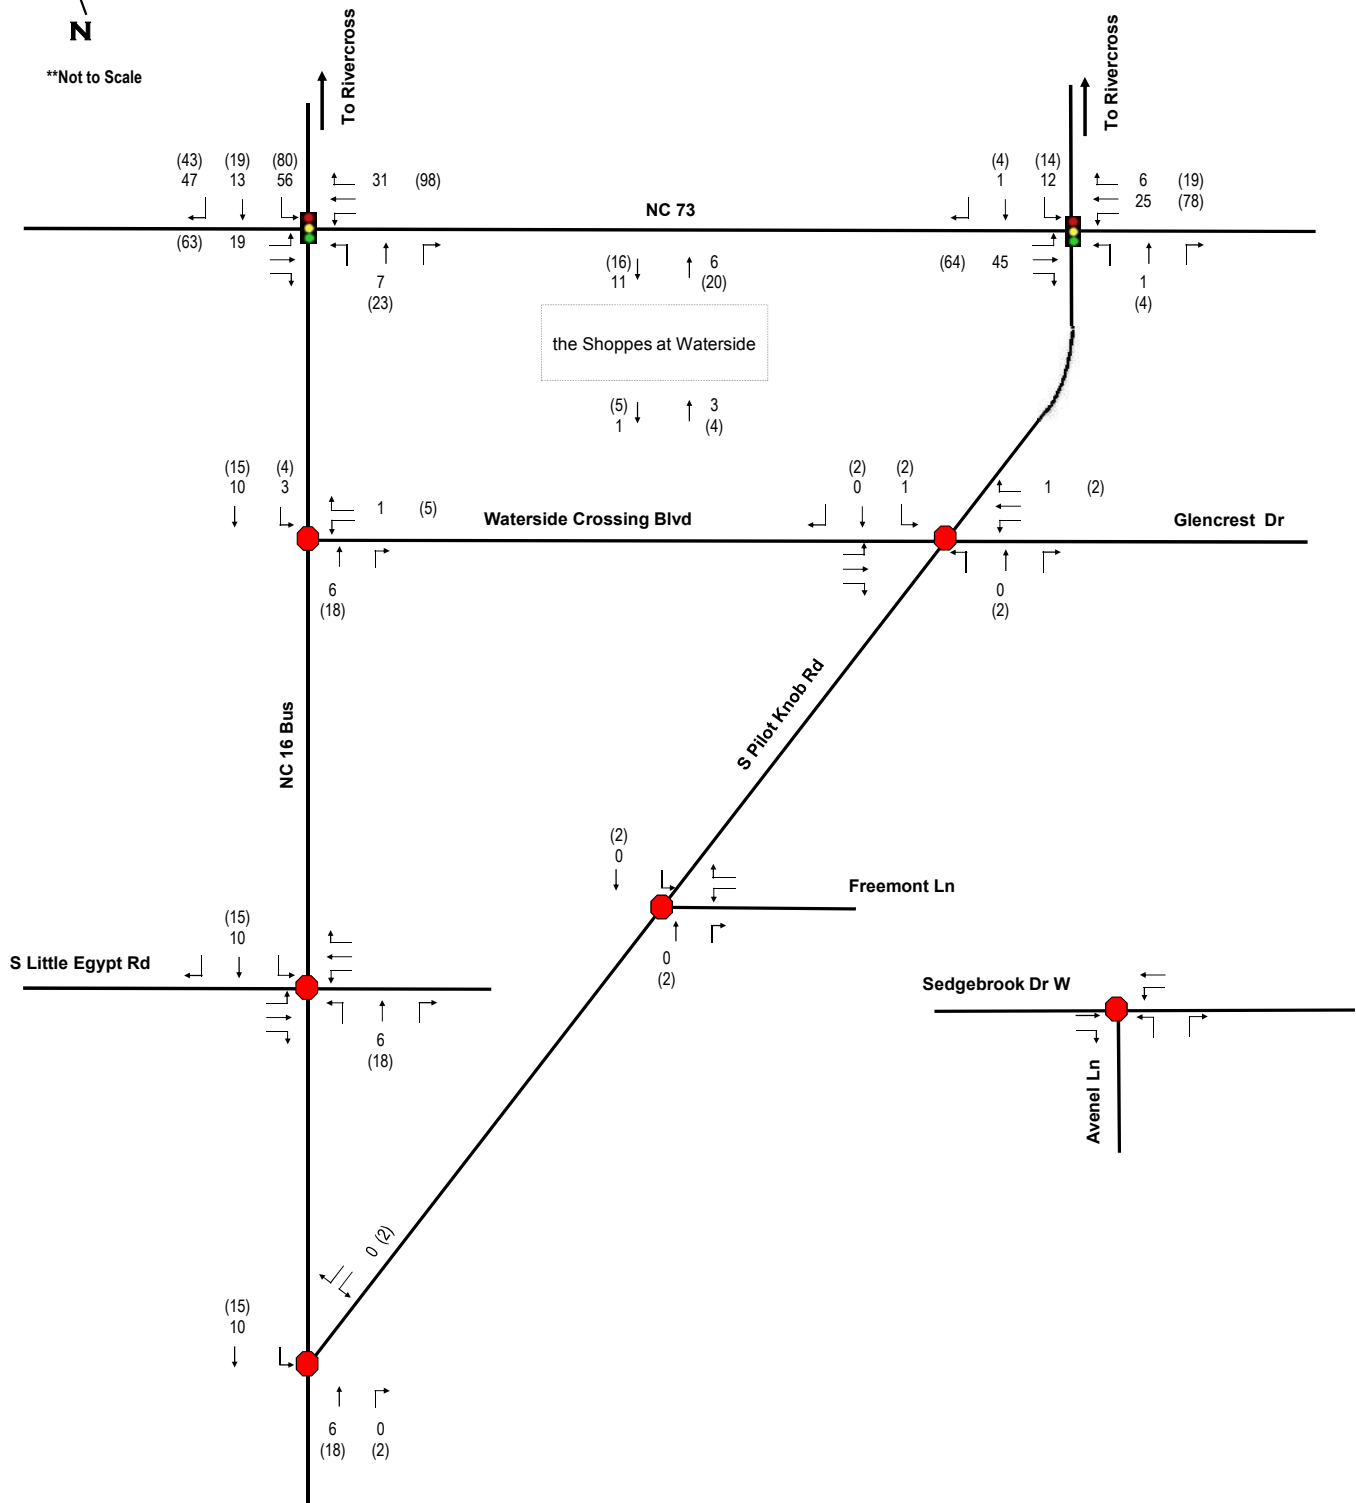 N
**Not to Scale
To Rivercross
To Rivercross
(43) (19) (80)
47 13 56
31 (98)
(4) (14)
1 12
6 (19)
25 (78)
NC 73
(63) 19
7
(23)
(16) 6
11 (20)
(64) 45
1
(4)
the Shoppes at Waterside
(5) 3
1 (4)
(15) (4)
10 3
1 (5)
Waterside Crossing Blvd
(2) (2)
0 1
1 (2)
Glencrest Dr
6
(18)
0
(2)
S Pilot Knob Rd
NC 16 Bus
(2)
0
Freemont Ln
0
(2)
(15)
10
S Little Egypt Rd
6
(18)
Sedgebrook Dr W
Avenel Ln
0 (2)
(15)
10
6 0
(18) (2)